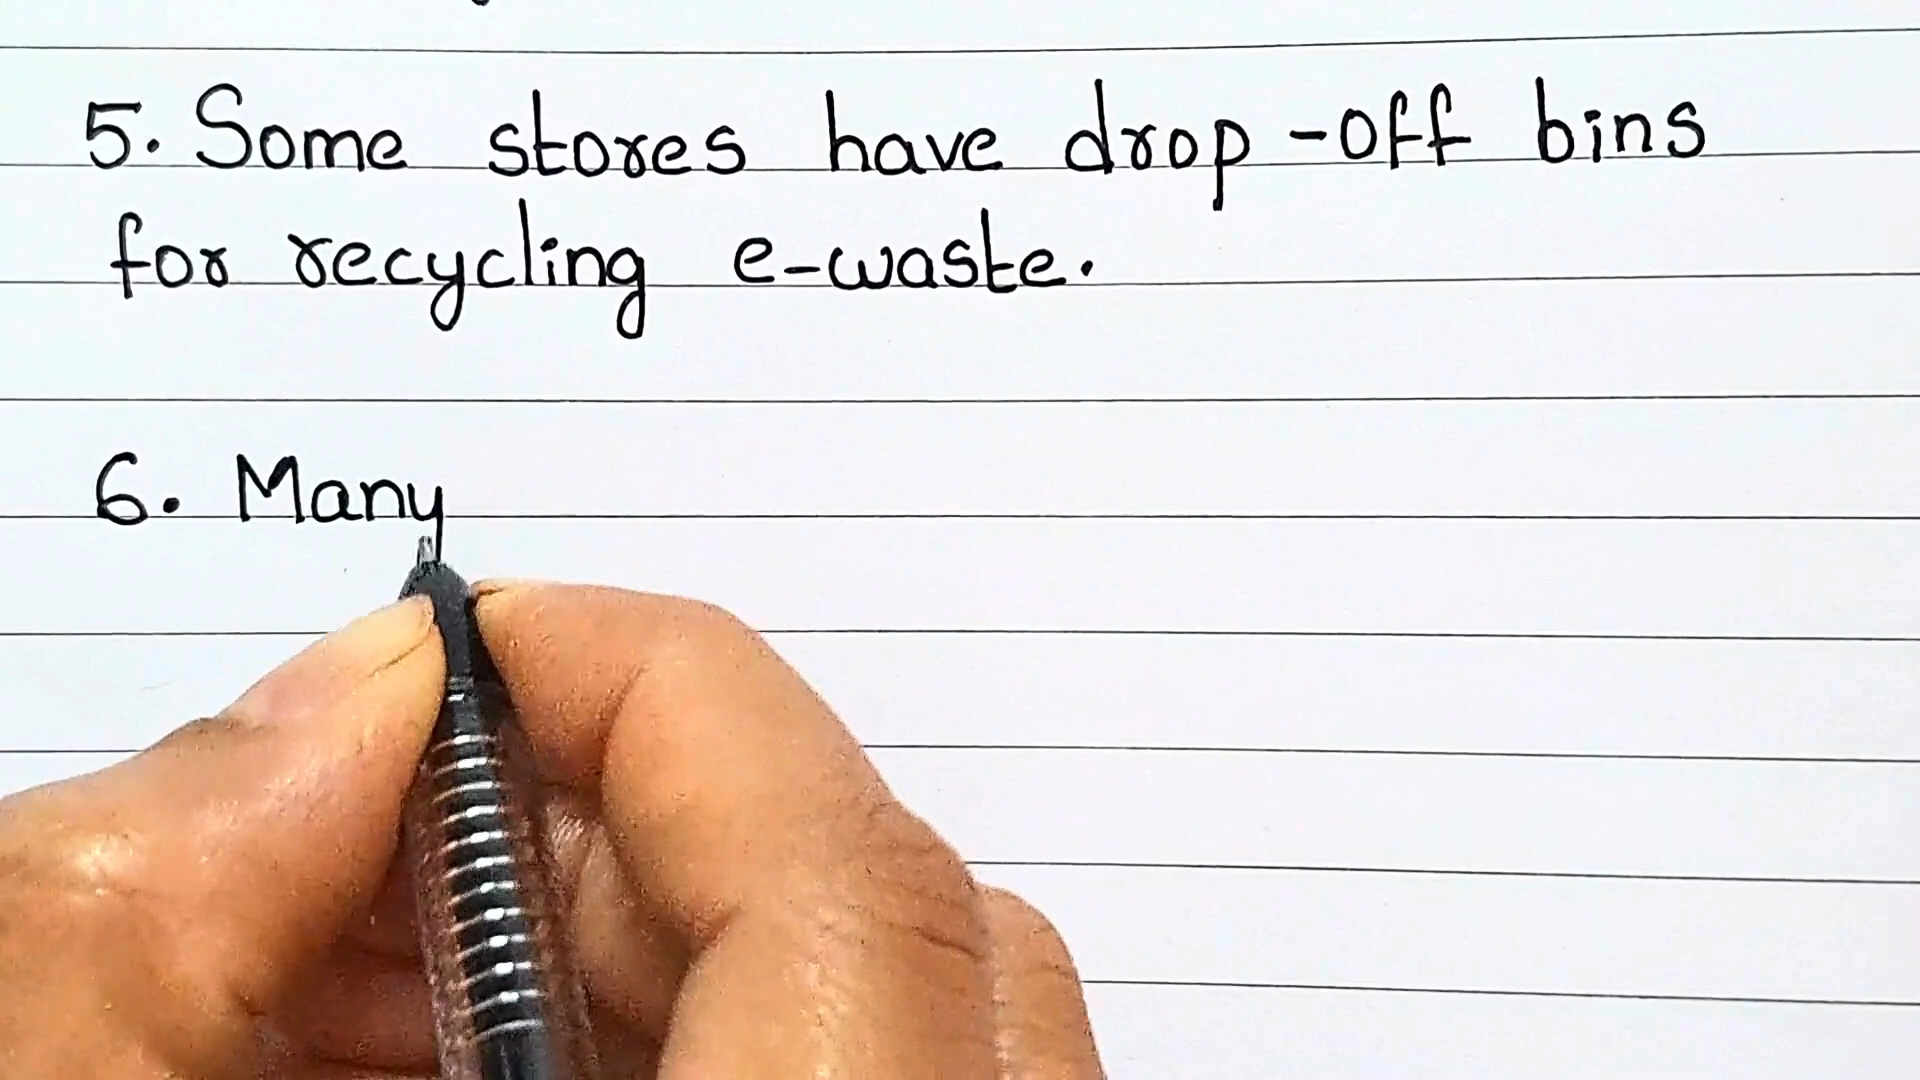 5. Some stores have drop-off bins
for recycling e-waste.
6. Many